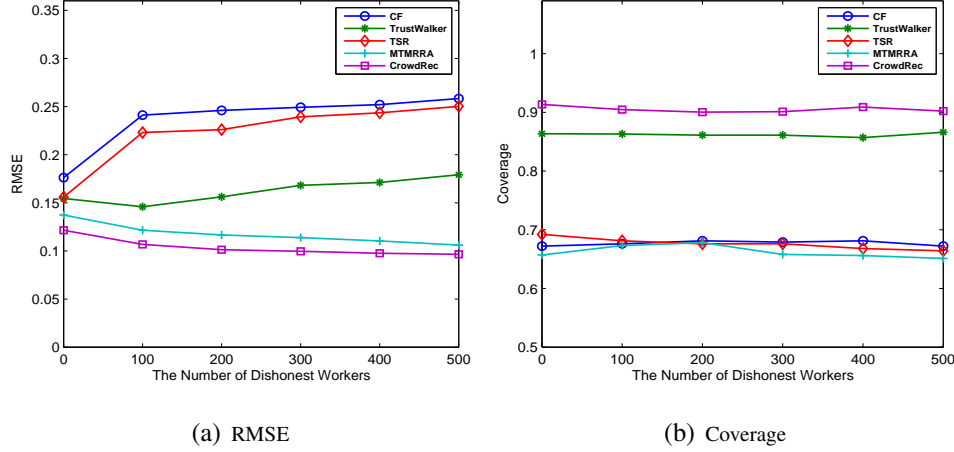 0.35
0.3
0.25
0.2
0.15
0.1
0.05
0
RMSE
0 100 200 300 400 500
The Number of Dishonest Workers
CF
TrustWalker
TSR
MTMRRA
CrowdRec
(a) RMSE
1
0.9
0.8
0.7
0.6
0.5
Coverage
0 100 200 300 400 500
The Number of Dishonest Workers
CF
TrustWalker
TSR
MTMRRA
CrowdRec
(b) Coverage